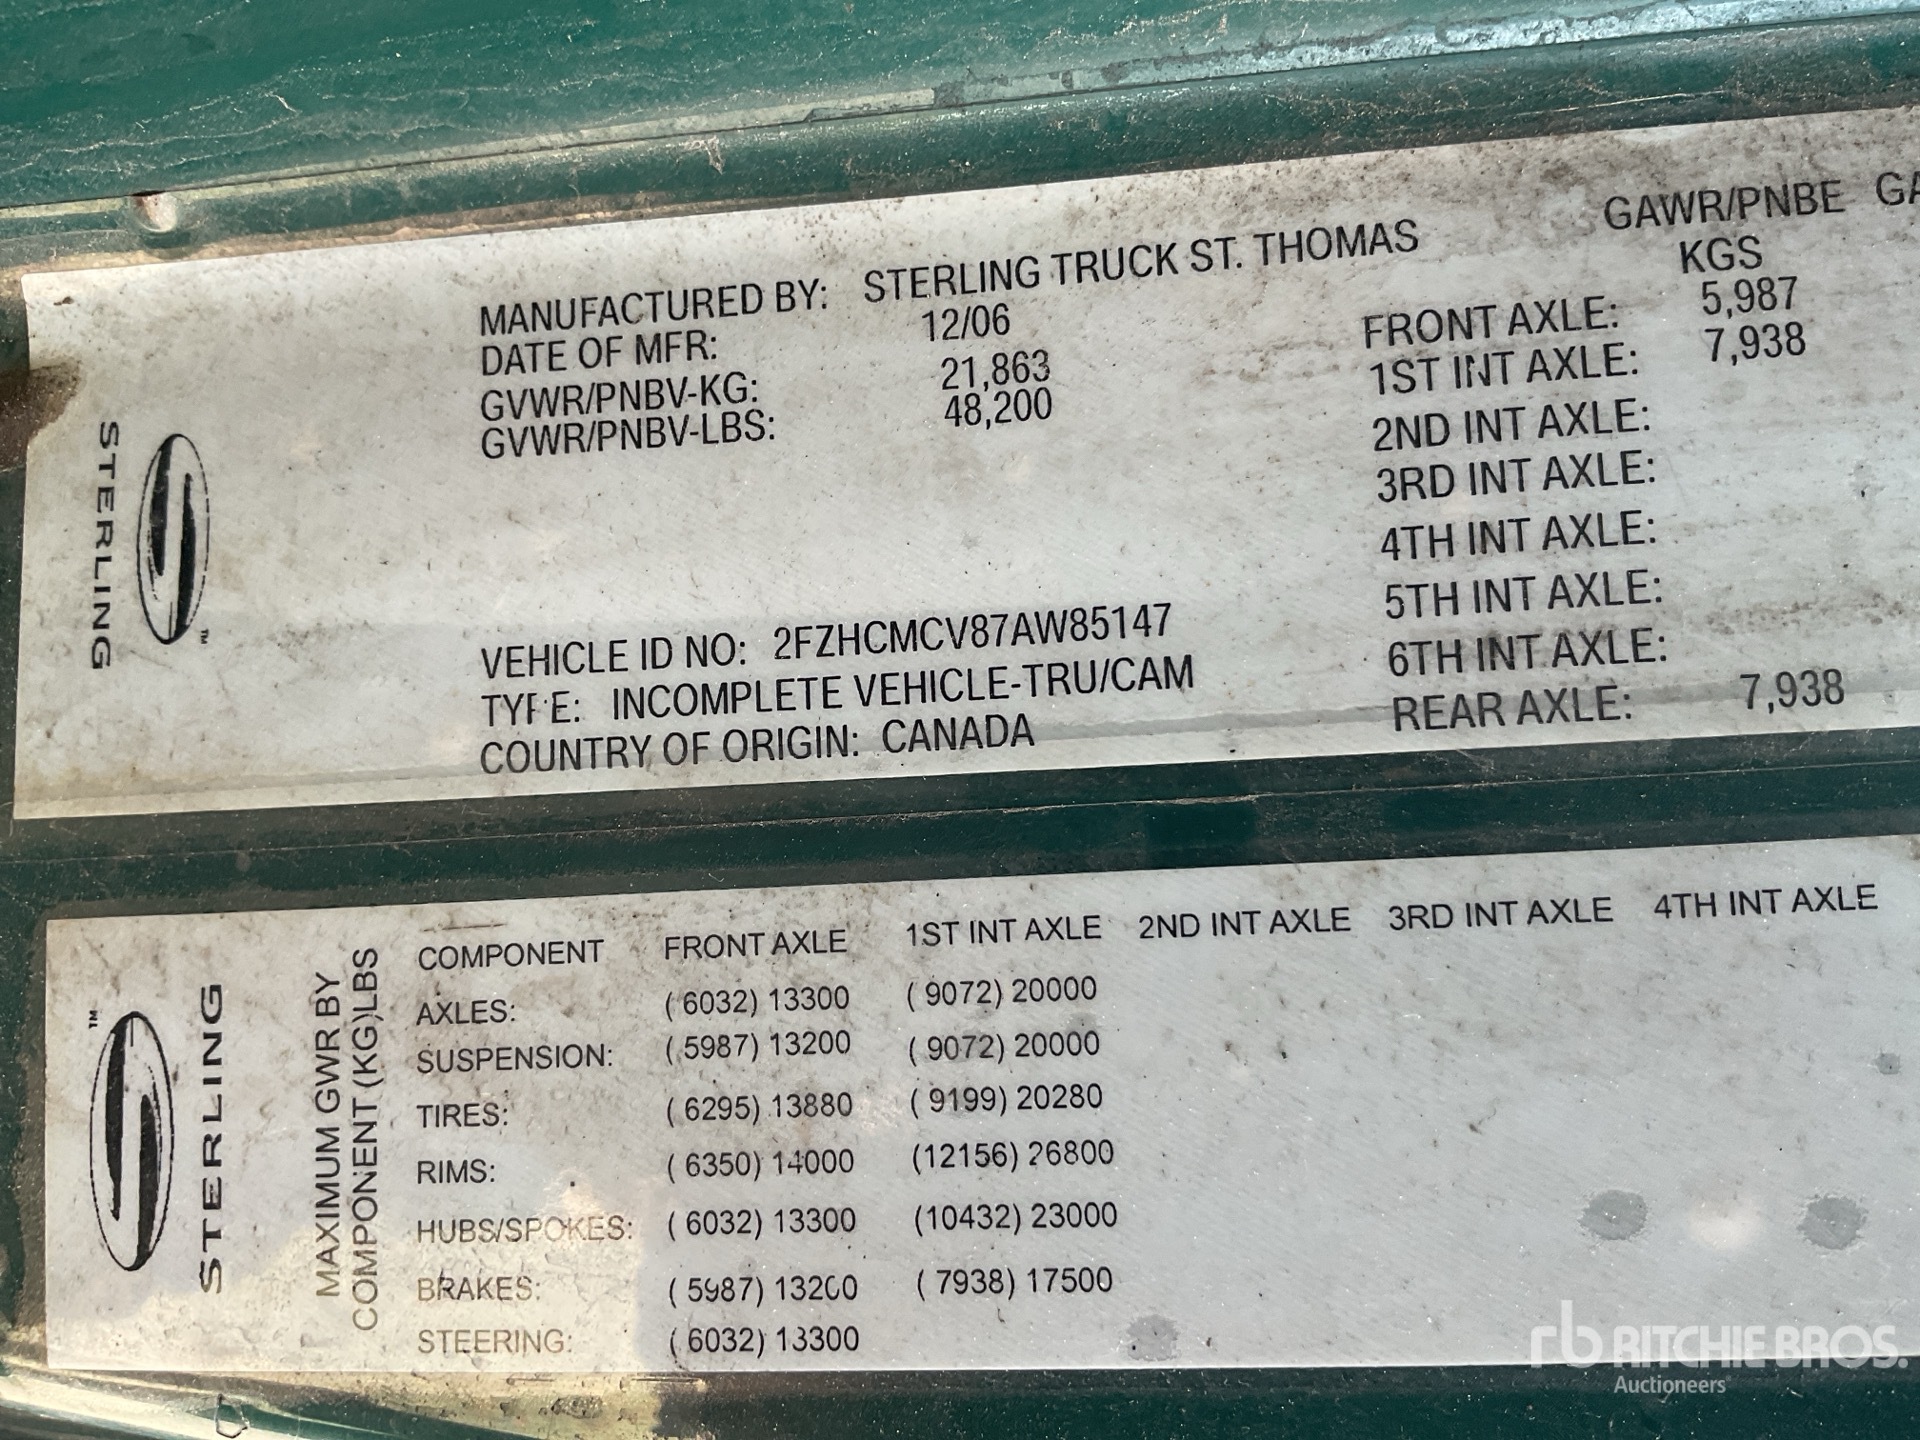 STERLING
TM
MANUFACTURED BY: STERLING TRUCK ST. THOMAS
DATE OF MFR: 12/06
GVWR/PNBV-KG: 21,863
GVWR/PNBV-LBS: 48,200
VEHICLE ID NO: 2FZHCMCV87AW85147
TYPE: INCOMPLETE VEHICLE-TRU/CAM
COUNTRY OF ORIGIN: CANADA
GAWR/PNBE GA
KGS
FRONT AXLE: 5,987
1ST INT AXLE: 7,938
2ND INT AXLE:
3RD INT AXLE:
4TH INT AXLE:
5TH INT AXLE:
6TH INT AXLE:
REAR AXLE: 7,938
TM
STERLING
MAXIMUM GWR BY
COMPONENT (KG)LBS
COMPONENT FRONT AXLE 1ST INT AXLE 2ND INT AXLE 3RD INT AXLE 4TH INT AXLE
AXLES: ( 6032) 13300 ( 9072) 20000
SUSPENSION: ( 5987) 13200 ( 9072) 20000
TIRES: ( 6295) 13880 ( 9199) 20280
RIMS: ( 6350) 14000 (12156) 26800
HUBS/SPOKES: ( 6032) 13300 (10432) 23000
BRAKES: ( 5987) 13200 ( 7938) 17500
STEERING: ( 6032) 13300
rb RITCHIE BROS.
Auctioneers